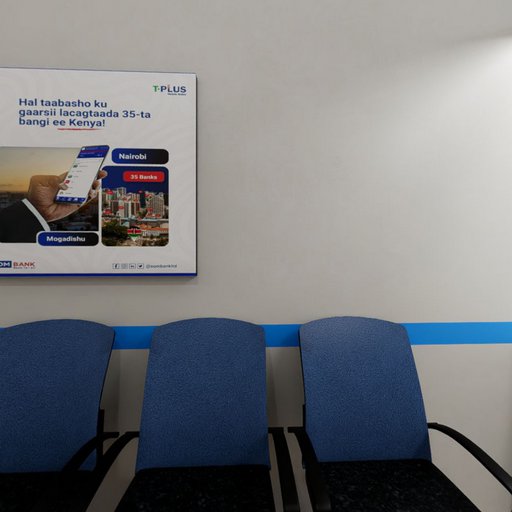 T-PLUS
Hal taabasho ku
gaarsii lacagtaada 35-ta
bangi ee Kenya!
Nairobi
35 Banks
Mogadishu
BANK
@sombankltd